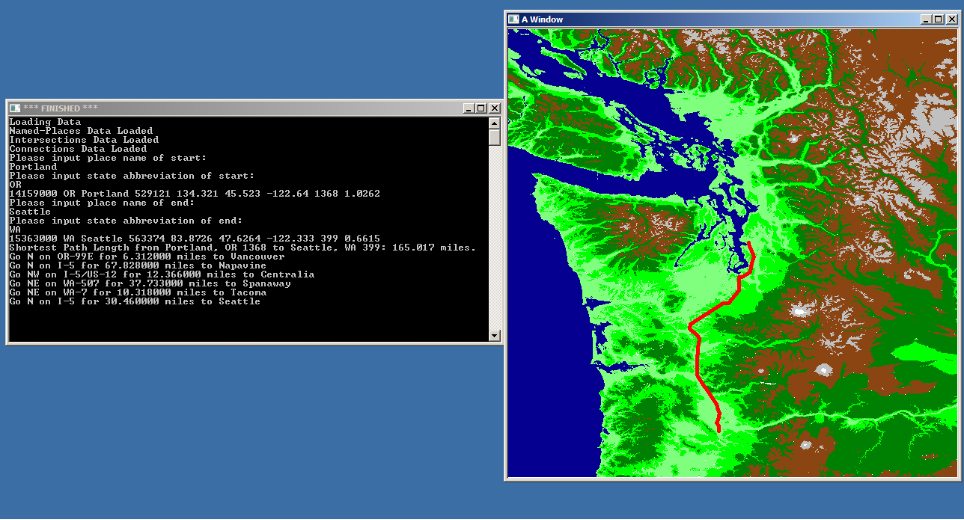 A Window
*** FINISHED ***
Loading Data
Named-Places Data Loaded
Intersections Data Loaded
Connections Data Loaded
Please input place name of start:
Portland
Please input state abbreviation of start:
OR
14159000 OR Portland 529121 134.321 45.523 -122.64 1368 1.0262
Please input place name of end:
Seattle
Please input state abbreviation of end:
WA
15363000 WA Seattle 563374 83.8726 47.6264 -122.333 399 0.6615
Shortest Path Length from Portland, OR 1368 to Seattle, WA 399: 165.017 miles.
Go N on OR-99E for 6.312000 miles to Vancouver
Go N on I-5 for 67.828000 miles to Napavine
Go NW on I-5/US-12 for 12.366000 miles to Centralia
Go NE on WA-507 for 37.733000 miles to Spanaway
Go NE on WA-7 for 10.318000 miles to Tacoma
Go N on I-5 for 30.460000 miles to Seattle